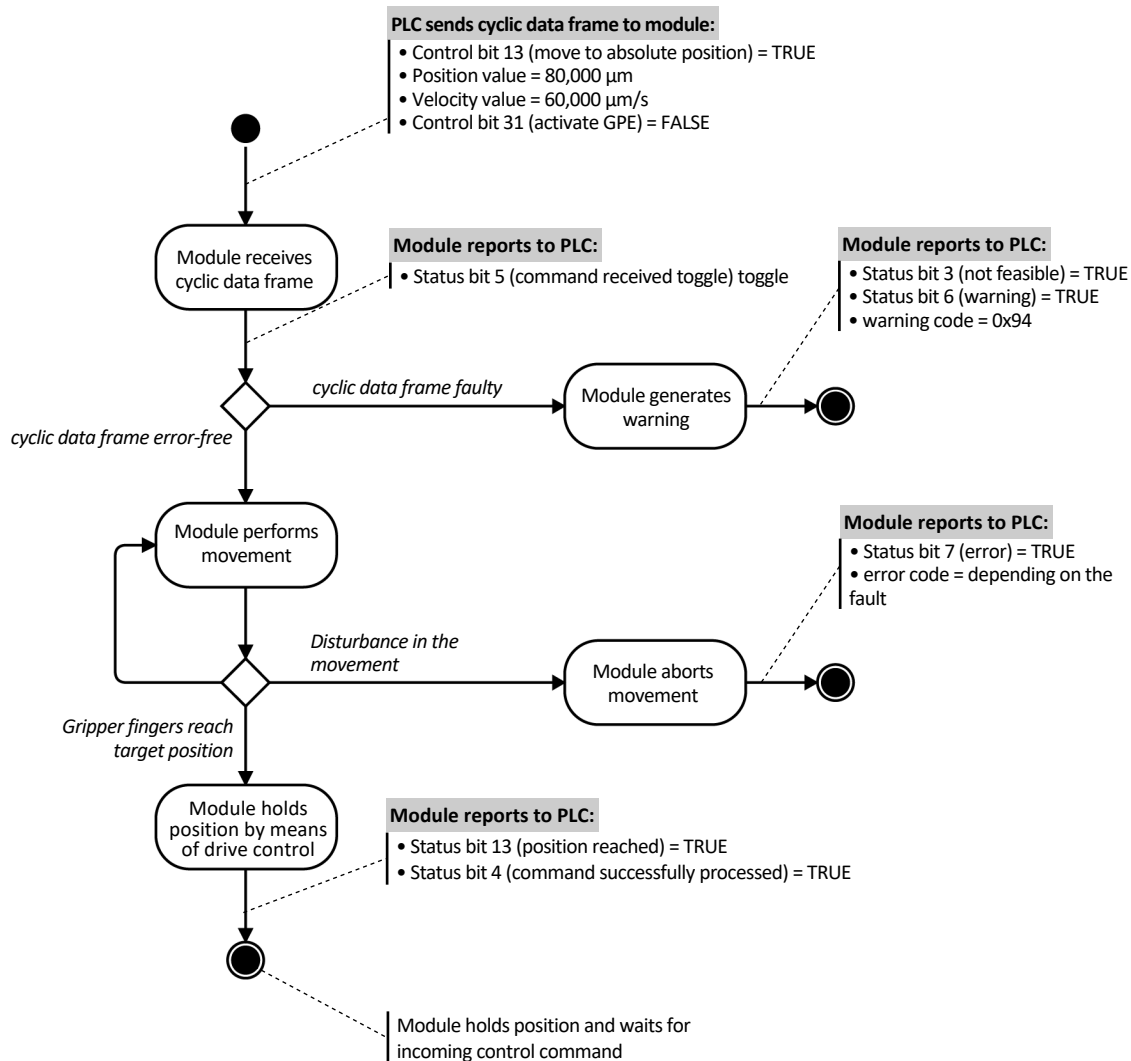 PLC sends cyclic data frame to module:
• Control bit 13 (move to absolute position) = TRUE
• Position value = 80,000 µm
• Velocity value = 60,000 µm/s
• Control bit 31 (activate GPE) = FALSE
Module receives
cyclic data frame
Module reports to PLC:
• Status bit 5 (command received toggle) toggle
Module reports to PLC:
• Status bit 3 (not feasible) = TRUE
• Status bit 6 (warning) = TRUE
• warning code = 0x94
cyclic data frame faulty
Module generates
warning
cyclic data frame error-free
Module performs
movement
Module reports to PLC:
• Status bit 7 (error) = TRUE
• error code = depending on the
fault
Disturbance in the
movement
Module aborts
movement
Gripper fingers reach
target position
Module holds
position by means
of drive control
Module reports to PLC:
• Status bit 13 (position reached) = TRUE
• Status bit 4 (command successfully processed) = TRUE
Module holds position and waits for
incoming control command